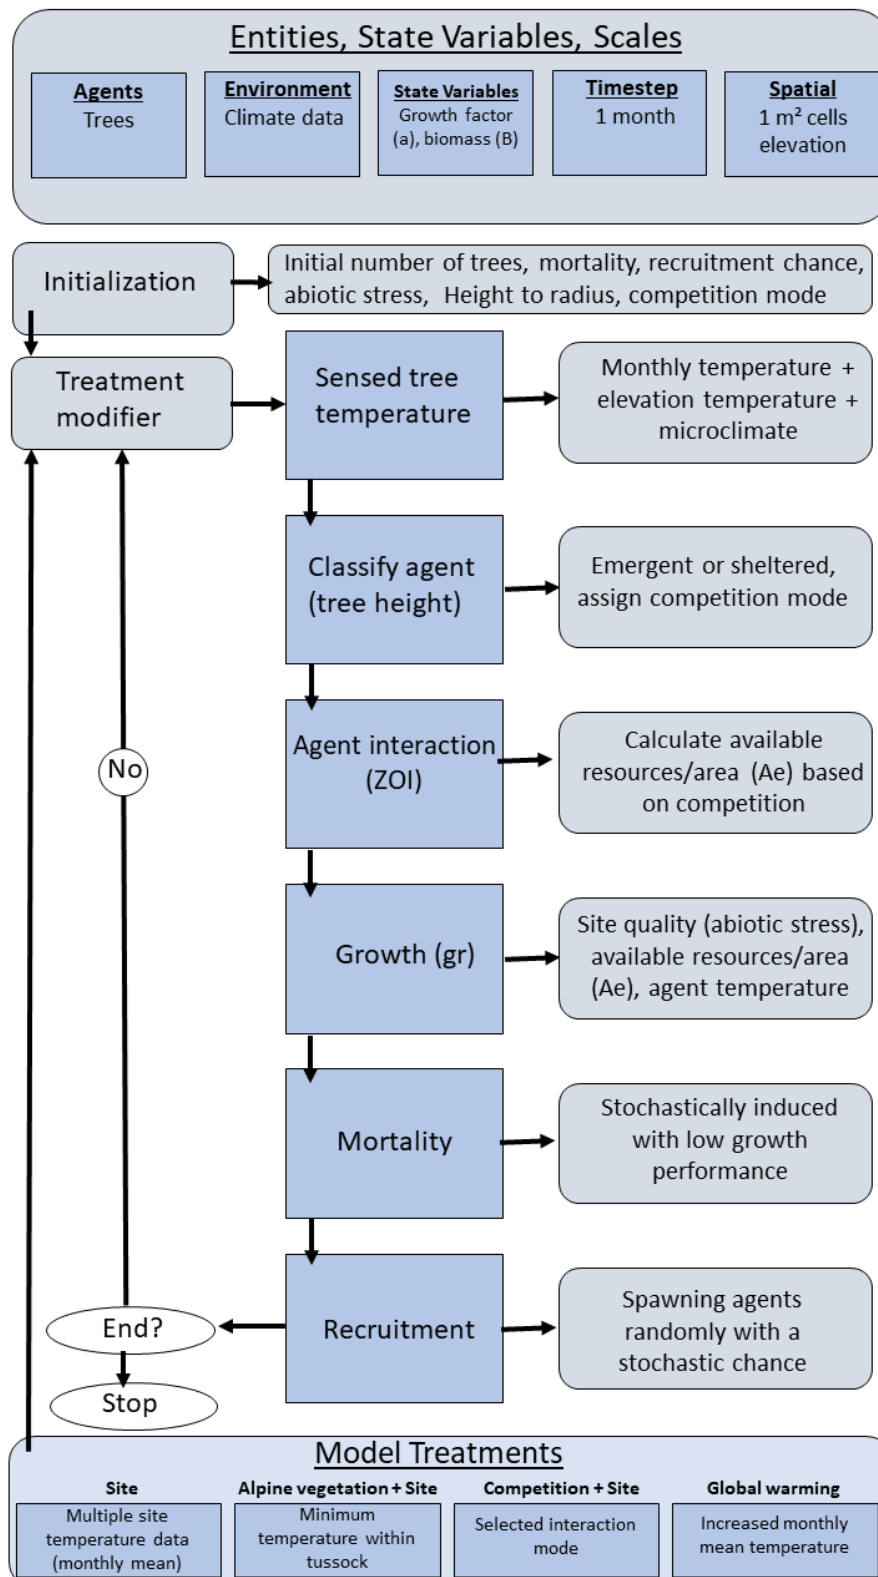 Entities, State Variables, Scales
Agents
Trees
Environment
Climate data
State Variables
Growth factor
(a), biomass (B)
Timestep
1 month
Spatial
1 m² cells
elevation
Initialization
Initial number of trees, mortality, recruitment chance,
abiotic stress, Height to radius, competition mode
Treatment
modifier
Sensed tree
temperature
Monthly temperature +
elevation temperature +
microclimate
Classify agent
(tree height)
Emergent or sheltered,
assign competition mode
Agent interaction
(ZOI)
Calculate available
resources/area (Ae) based
on competition
No
Growth (gr)
Site quality (abiotic stress),
available resources/area
(Ae), agent temperature
Mortality
Stochastically induced
with low growth
performance
Recruitment
Spawning agents
randomly with a
stochastic chance
End?
Stop
Model Treatments
Site
Multiple site
temperature data
(monthly mean)
Alpine vegetation + Site
Minimum
temperature within
tussock
Competition + Site
Selected interaction
mode
Global warming
Increased monthly
mean temperature